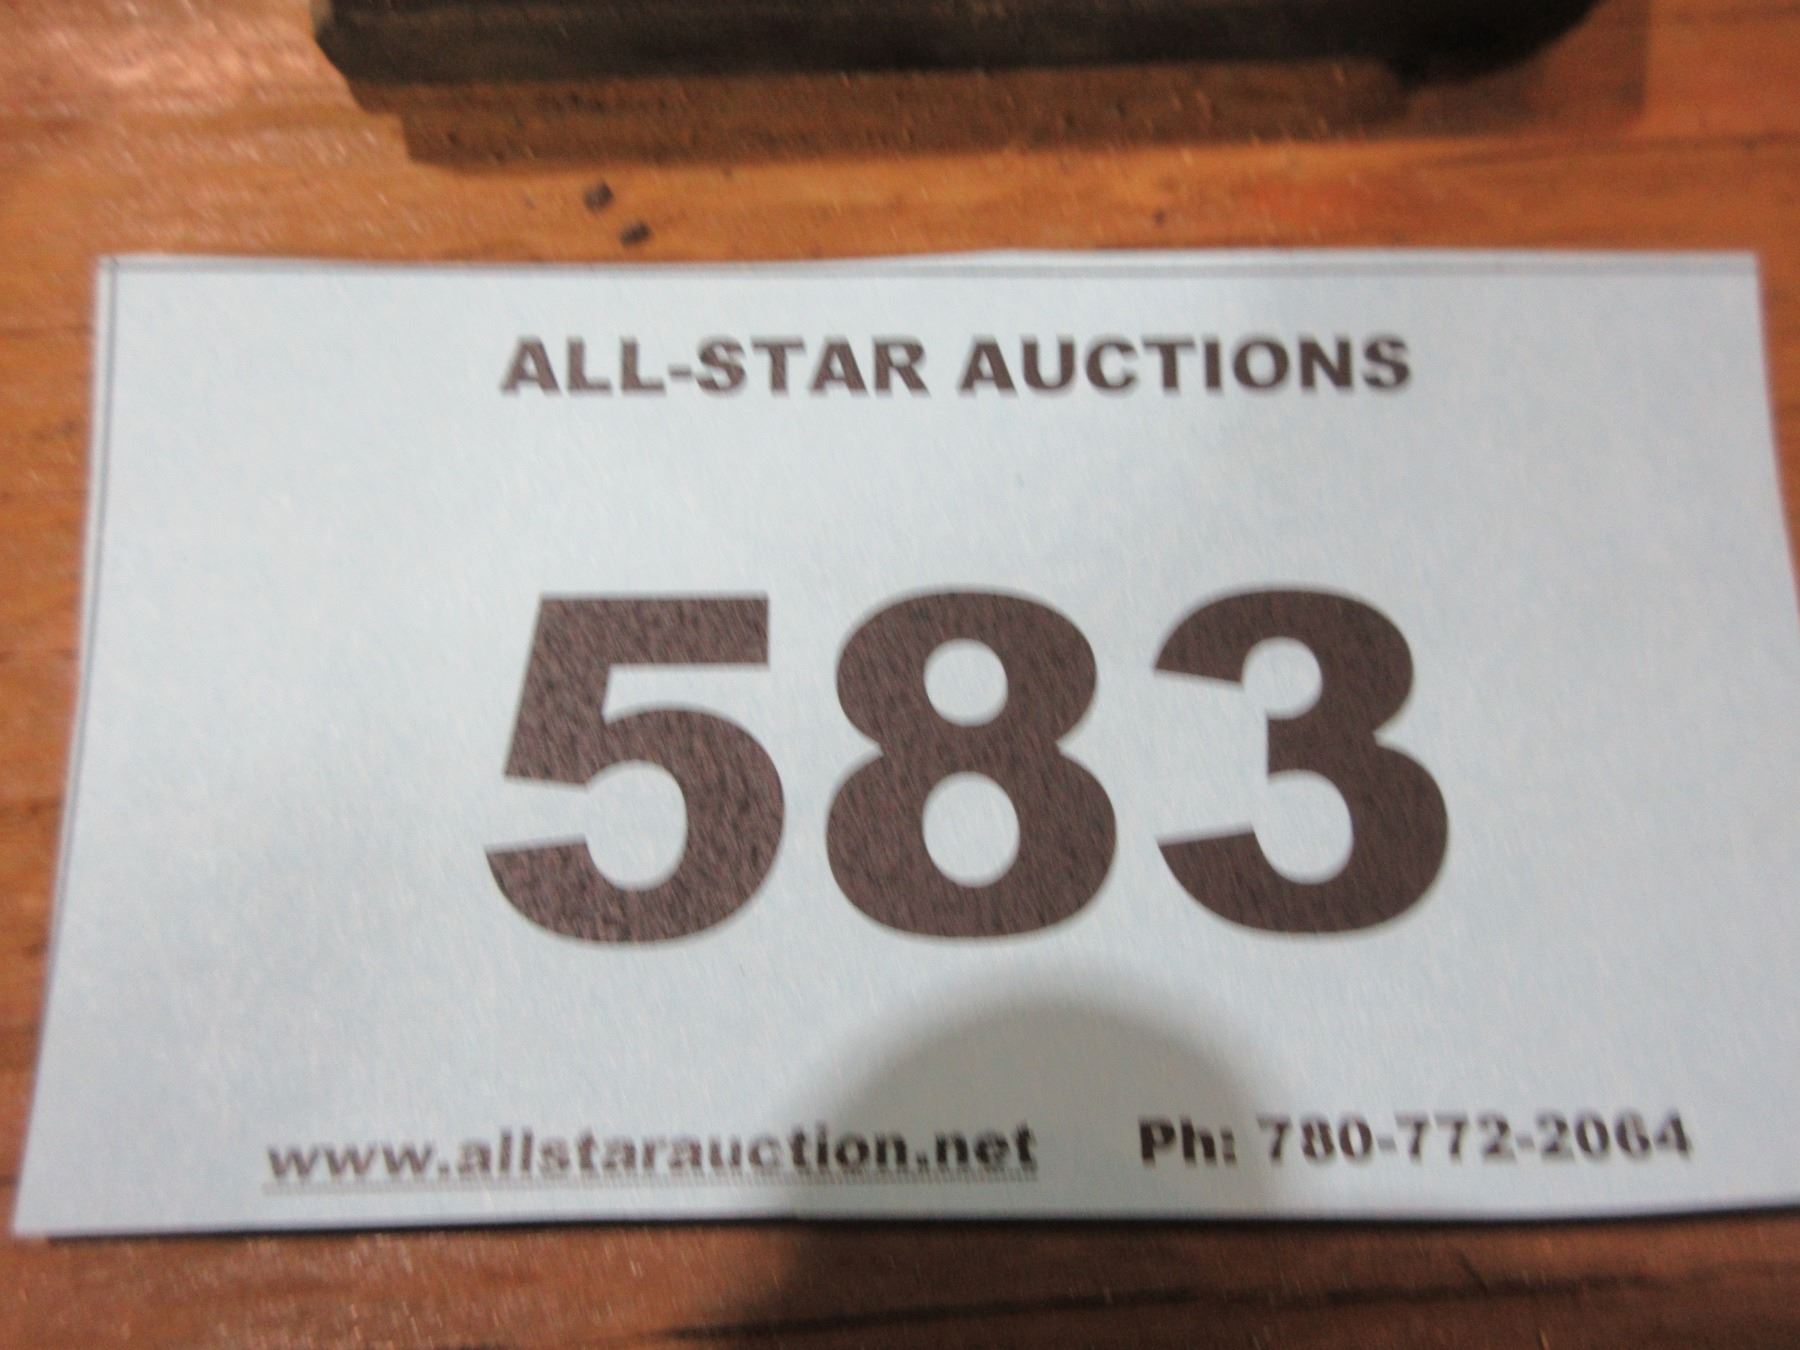 ALL-STAR AUCTIONS
583
www.allstarauction.net Ph: 780-772-2064